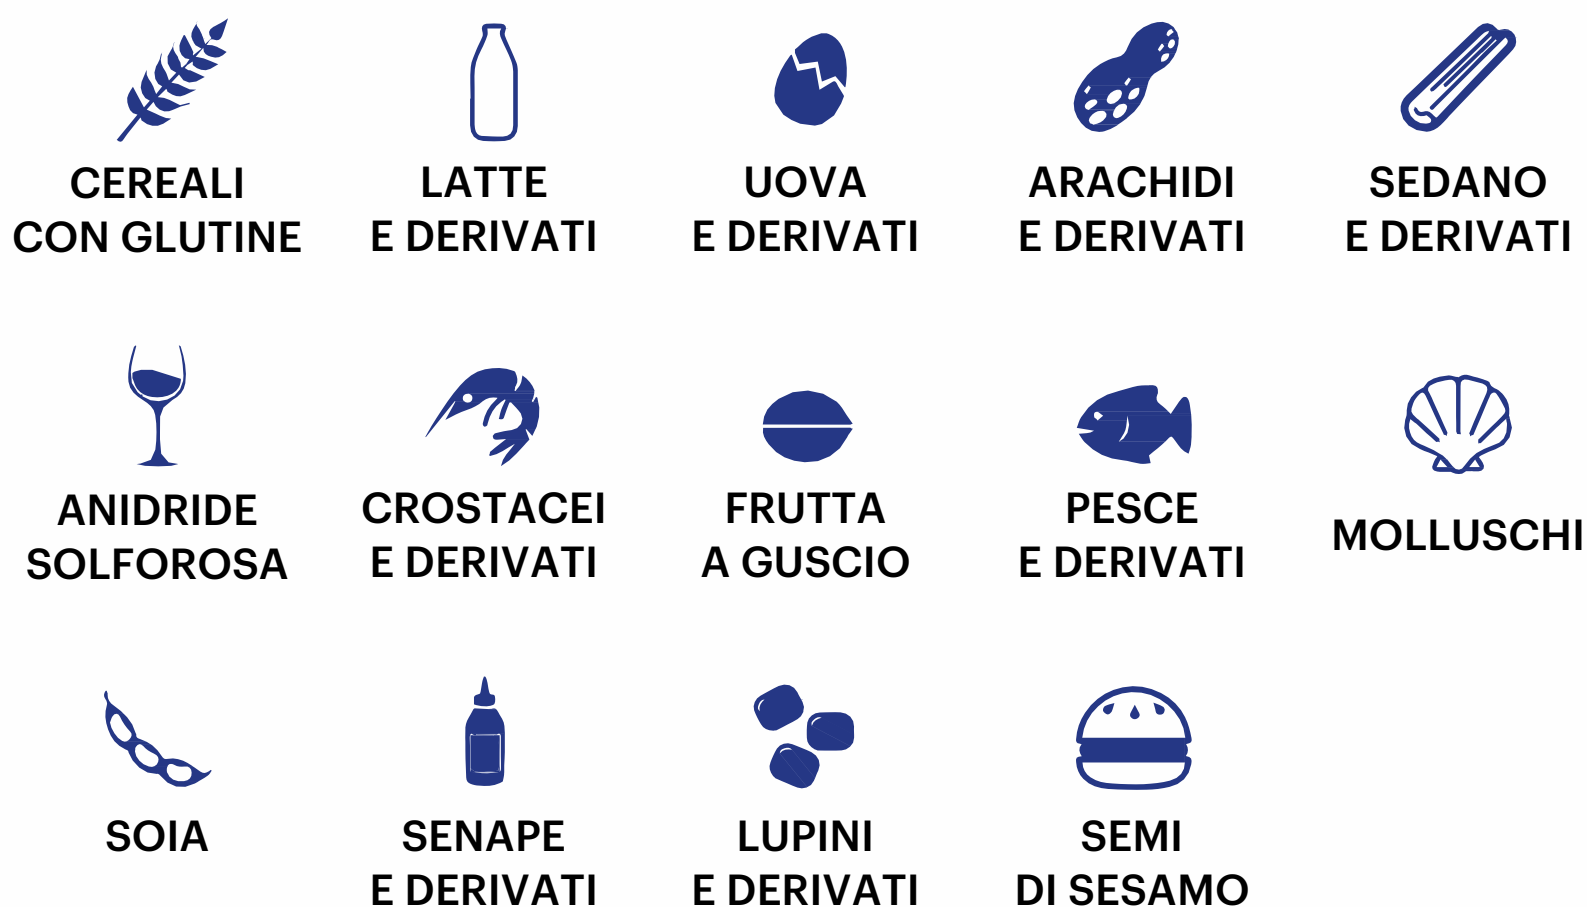 CEREALI
CON GLUTINE
LATTE
E DERIVATI
UOVA
E DERIVATI
ARACHIDI
E DERIVATI
SEDANO
E DERIVATI
ANIDRIDE
SOLFOROSA
CROSTACEI
E DERIVATI
FRUTTA
A GUSCIO
PESCE
E DERIVATI
MOLLUSCHI
SOIA
SENAPE
E DERIVATI
LUPINI
E DERIVATI
SEMI
DI SESAMO